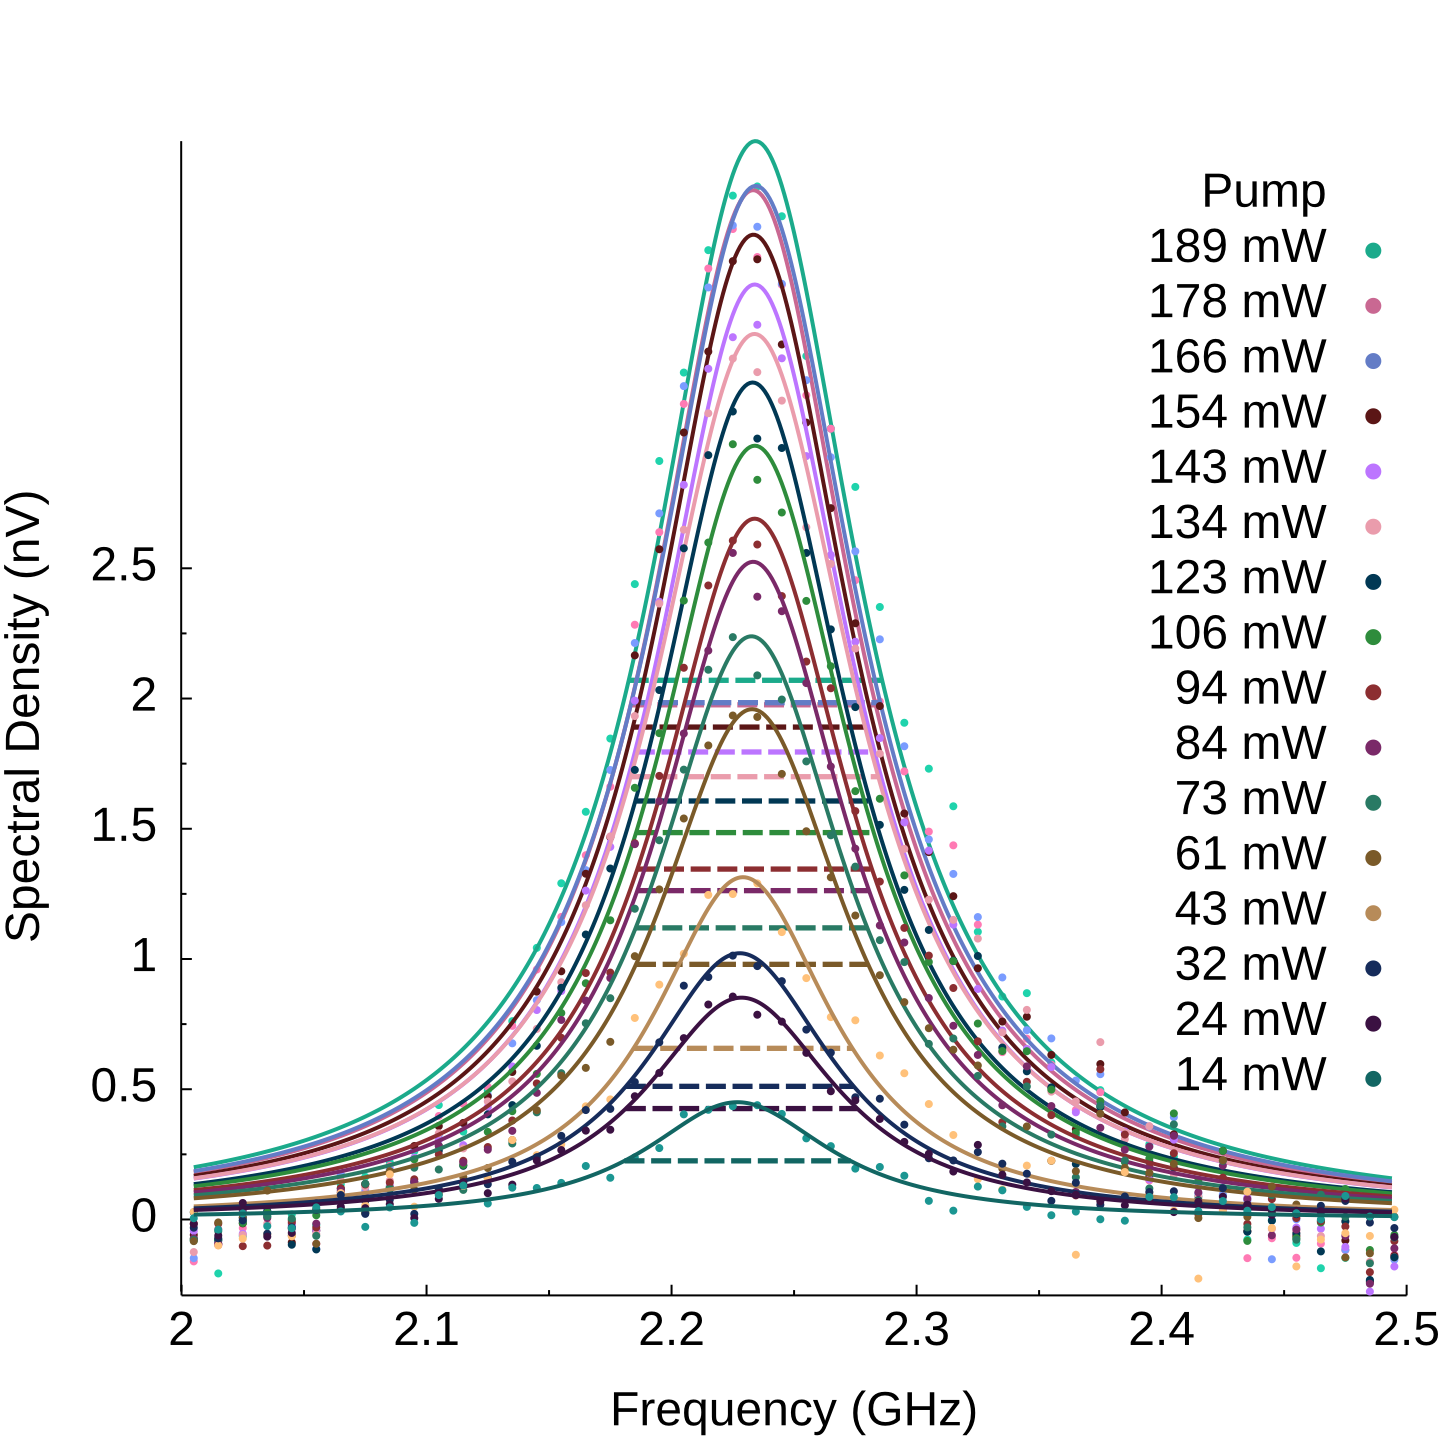 Pump
189 mW
178 mW
166 mW
154 mW
143 mW
134 mW
123 mW
106 mW
94 mW
84 mW
73 mW
61 mW
43 mW
32 mW
24 mW
14 mW
Spectral Density (nV)
2.5
2
1.5
1
0.5
0
2 2.1 2.2 2.3 2.4 2.5
Frequency (GHz)